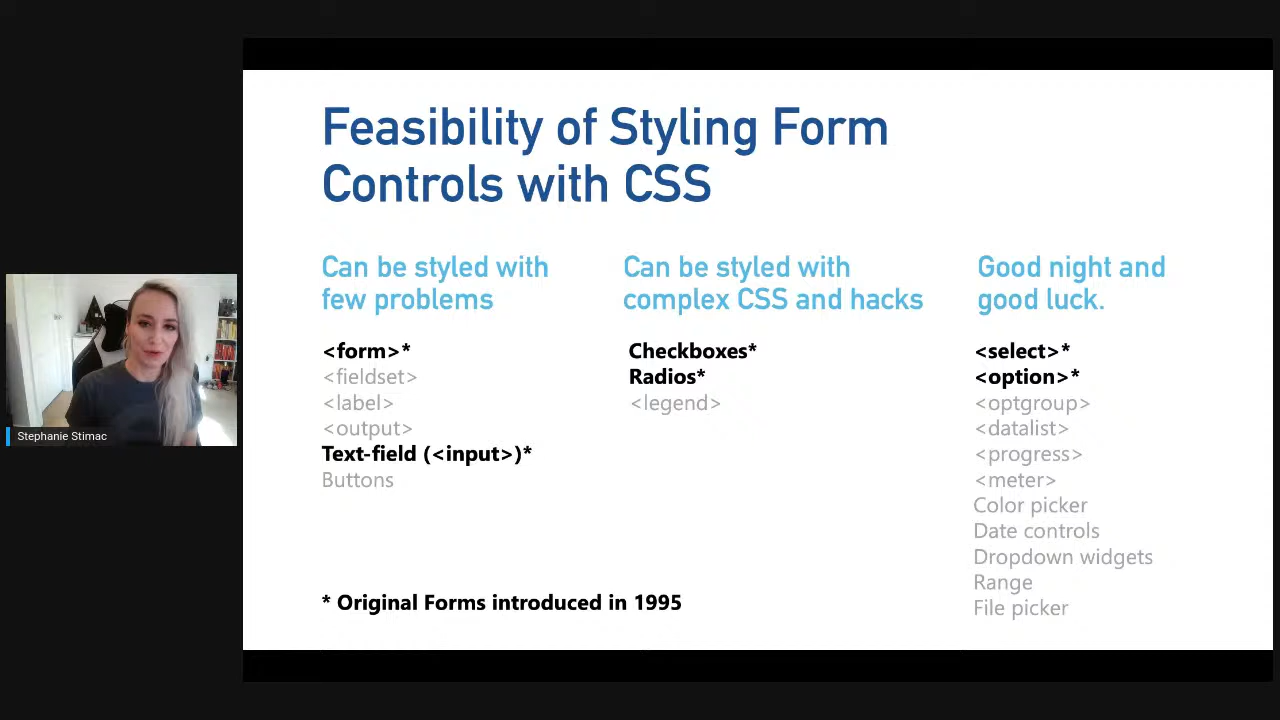 Feasibility of Styling Form
Controls with CSS
Can be styled with
few problems
<form>*
<fieldset>
<label>
<output>
Text-field (<input>)*
Buttons
Can be styled with
complex CSS and hacks
Checkboxes*
Radios*
<legend>
Good night and
good luck.
<select>*
<option>*
<optgroup>
<datalist>
<progress>
<meter>
Color picker
Date controls
Dropdown widgets
Range
File picker
* Original Forms introduced in 1995
Stephanie Stimac